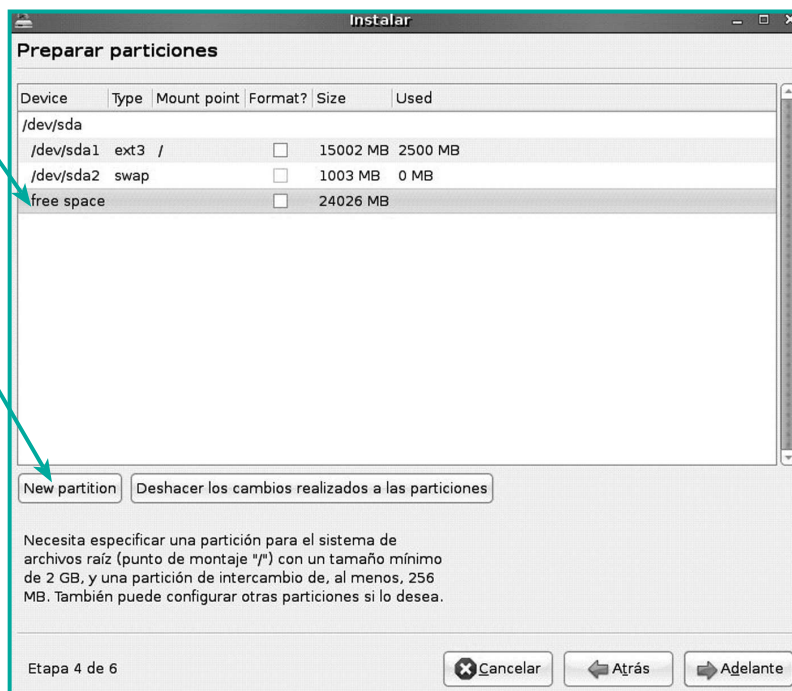 Instalar
Preparar particiones
Device Type Mount point Format? Size Used
/dev/sda
/dev/sda1 ext3 / 15002 MB 2500 MB
/dev/sda2 swap 1003 MB 0 MB
free space 24026 MB
New partition Deshacer los cambios realizados a las particiones
Necesita especificar una partición para el sistema de
archivos raíz (punto de montaje "/") con un tamaño mínimo
de 2 GB, y una partición de intercambio de, al menos, 256
MB. También puede configurar otras particiones si lo desea.
Etapa 4 de 6 Cancelar Atrás Adelante